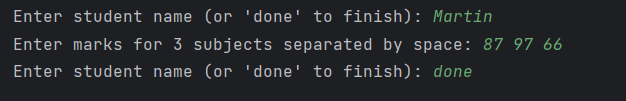 Enter student name (or 'done' to finish): Martin
Enter marks for 3 subjects separated by space: 87 97 66
Enter student name (or 'done' to finish): done